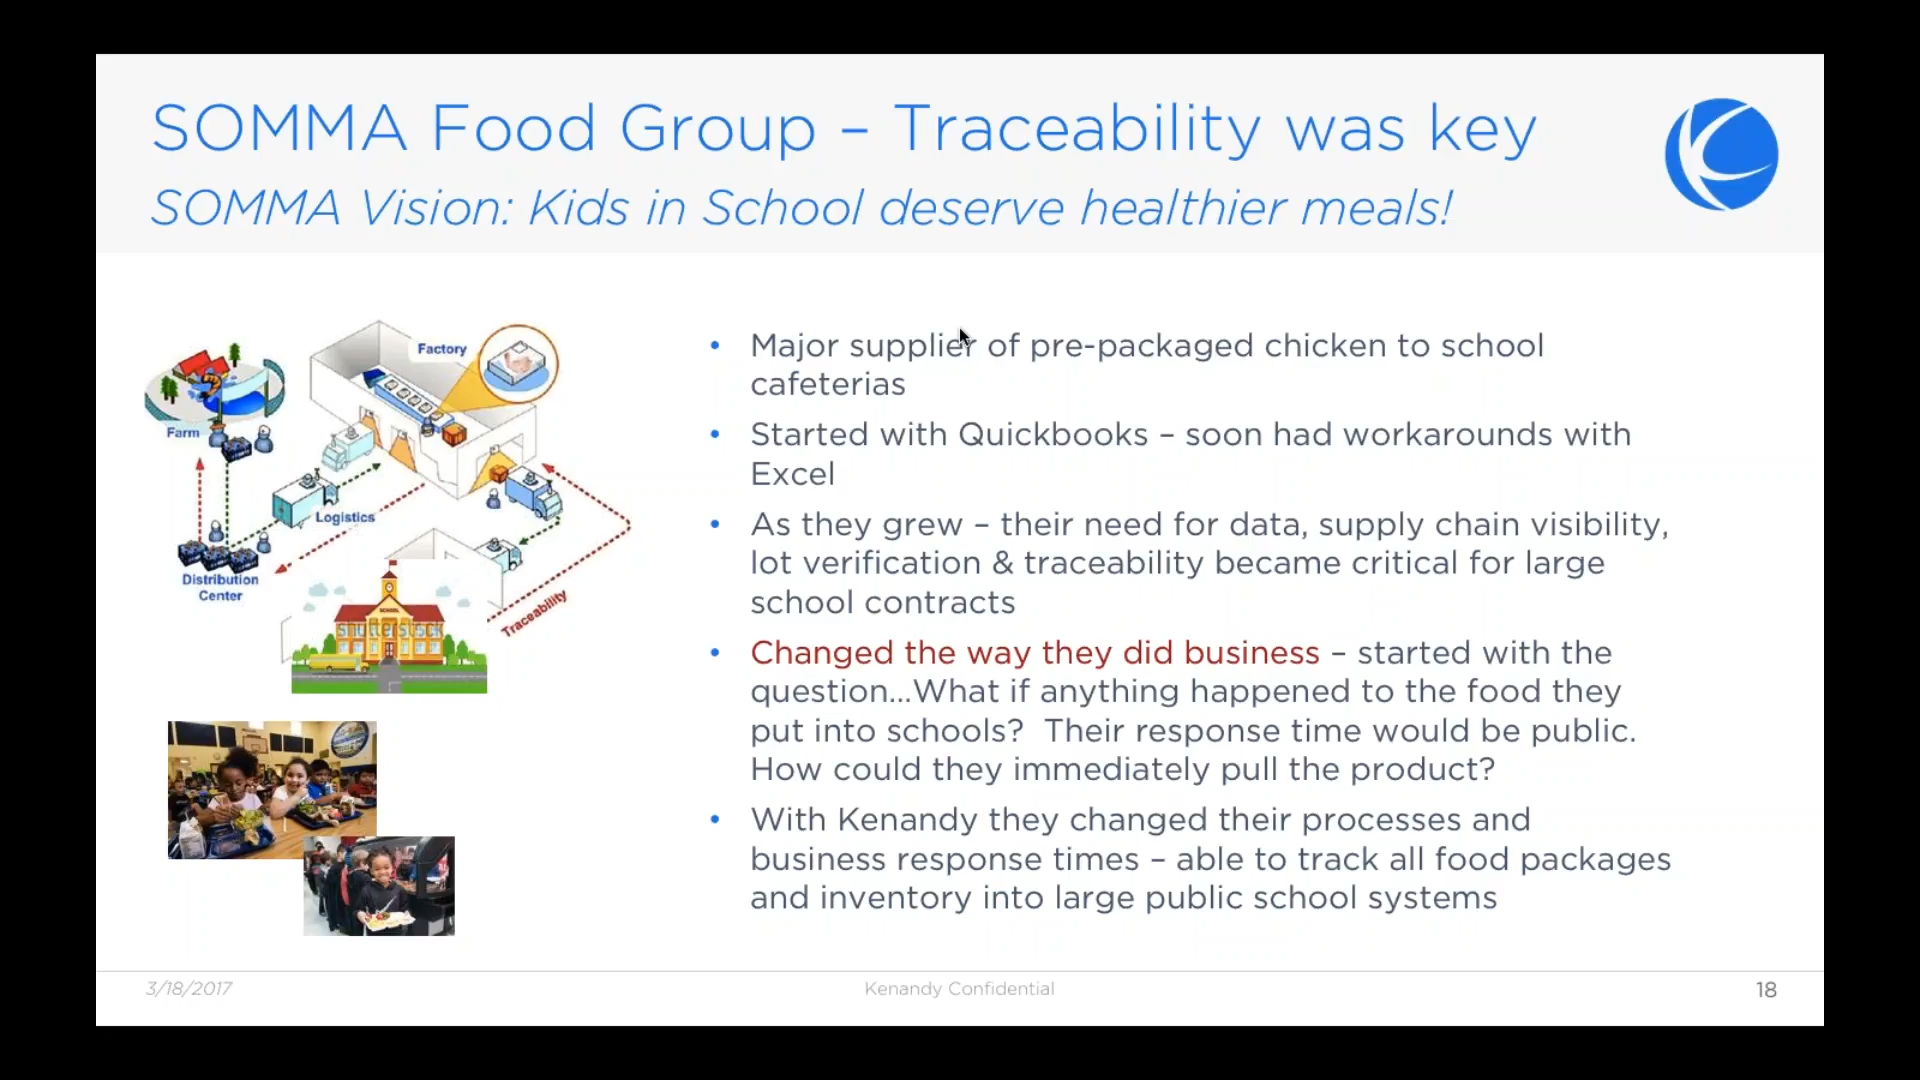 SOMMA Food Group – Traceability was key
SOMMA Vision: Kids in School deserve healthier meals!
Factory
Farm
Logistics
Distribution
Center
SCHOOL
Traceability
• Major supplier of pre-packaged chicken to school
cafeterias
• Started with Quickbooks – soon had workarounds with
Excel
• As they grew – their need for data, supply chain visibility,
lot verification & traceability became critical for large
school contracts
• Changed the way they did business – started with the
question...What if anything happened to the food they
put into schools?  Their response time would be public.
How could they immediately pull the product?
• With Kenandy they changed their processes and
business response times – able to track all food packages
and inventory into large public school systems
3/18/2017
Kenandy Confidential
18